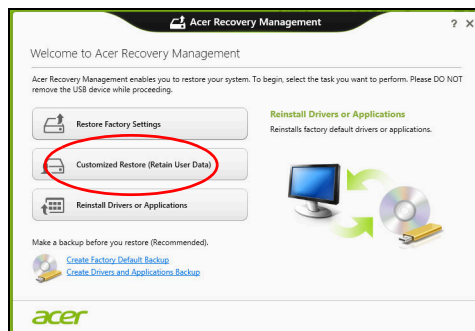 Acer Recovery Management
? X
Welcome to Acer Recovery Management
Acer Recovery Management enables you to restore your system. To begin, select the task you want to perform. Please DO NOT
remove the USB device while proceeding.
Restore Factory Settings
Customized Restore (Retain User Data)
Reinstall Drivers or Applications
Reinstall Drivers or Applications
Reinstalls factory default drivers or applications.
Make a backup before you restore (Recommended).
Create Factory Default Backup
Create Drivers and Applications Backup
acer